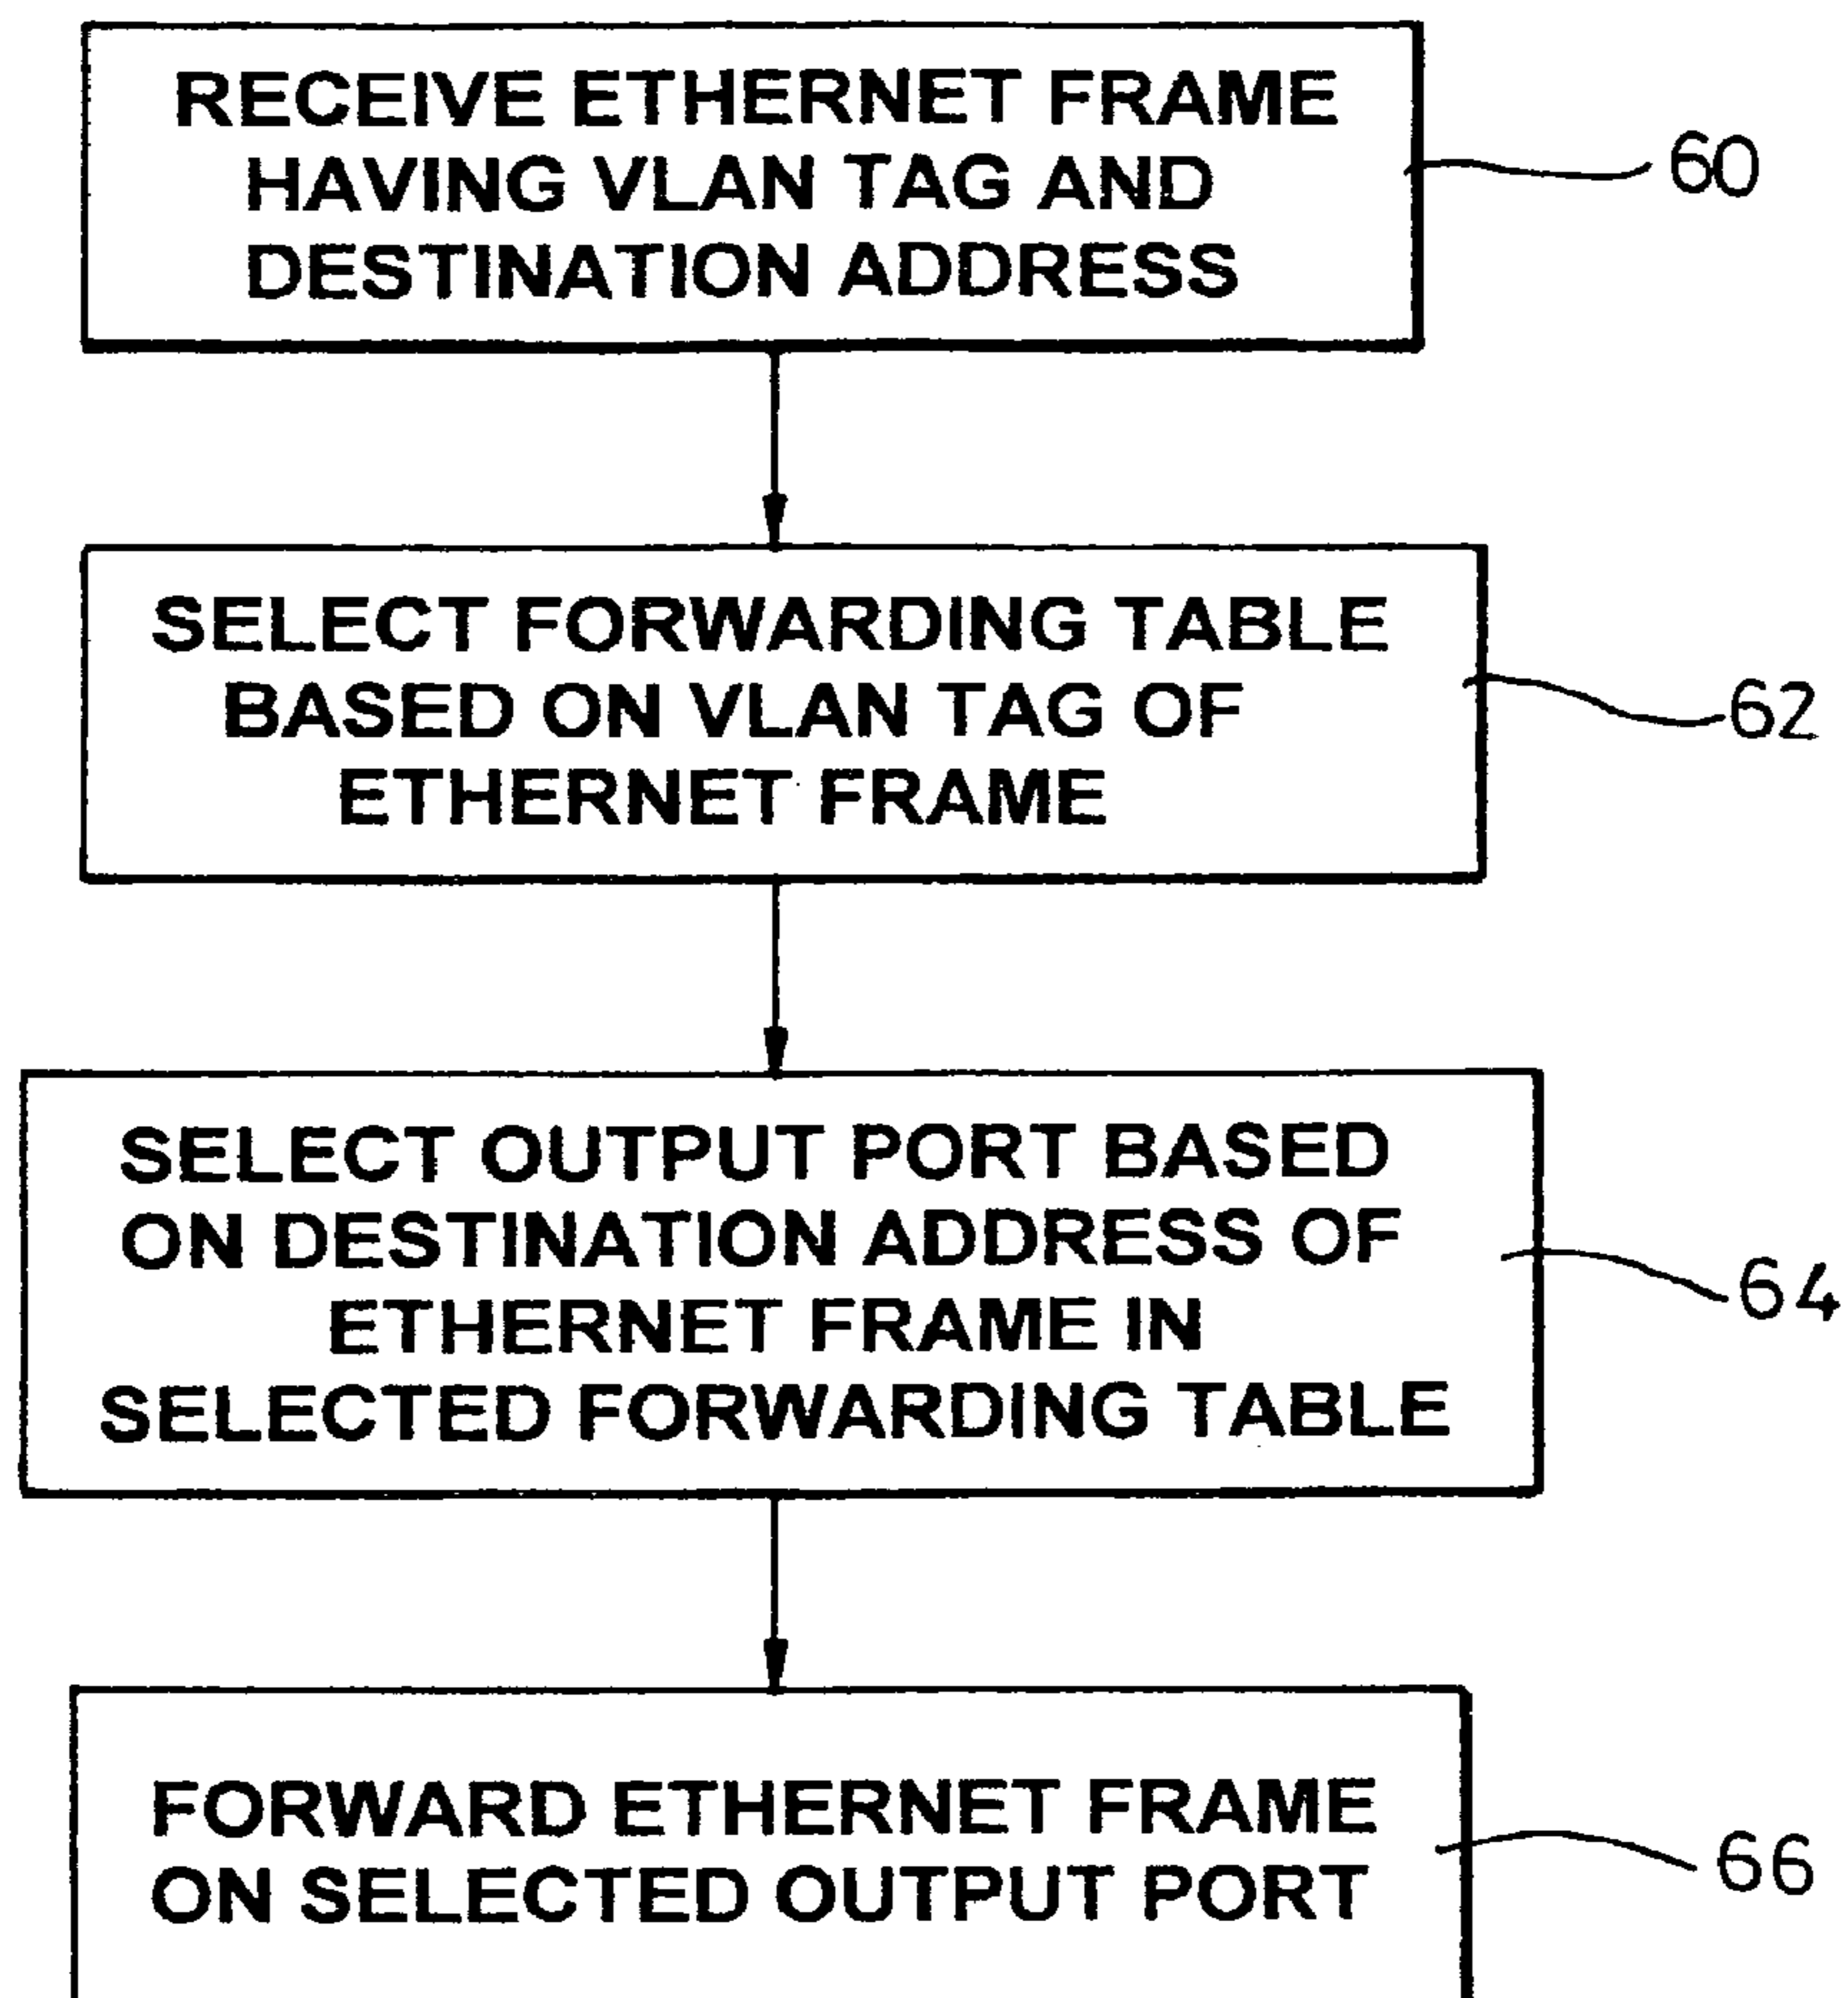 RECEIVE ETHERNET FRAME
HAVING VLAN TAG AND
DESTINATION ADDRESS
60
SELECT FORWARDING TABLE
BASED ON VLAN TAG OF
ETHERNET FRAME
62
SELECT OUTPUT PORT BASED
ON DESTINATION ADDRESS OF
ETHERNET FRAME IN
SELECTED FORWARDING TABLE
64
FORWARD ETHERNET FRAME
ON SELECTED OUTPUT PORT
66